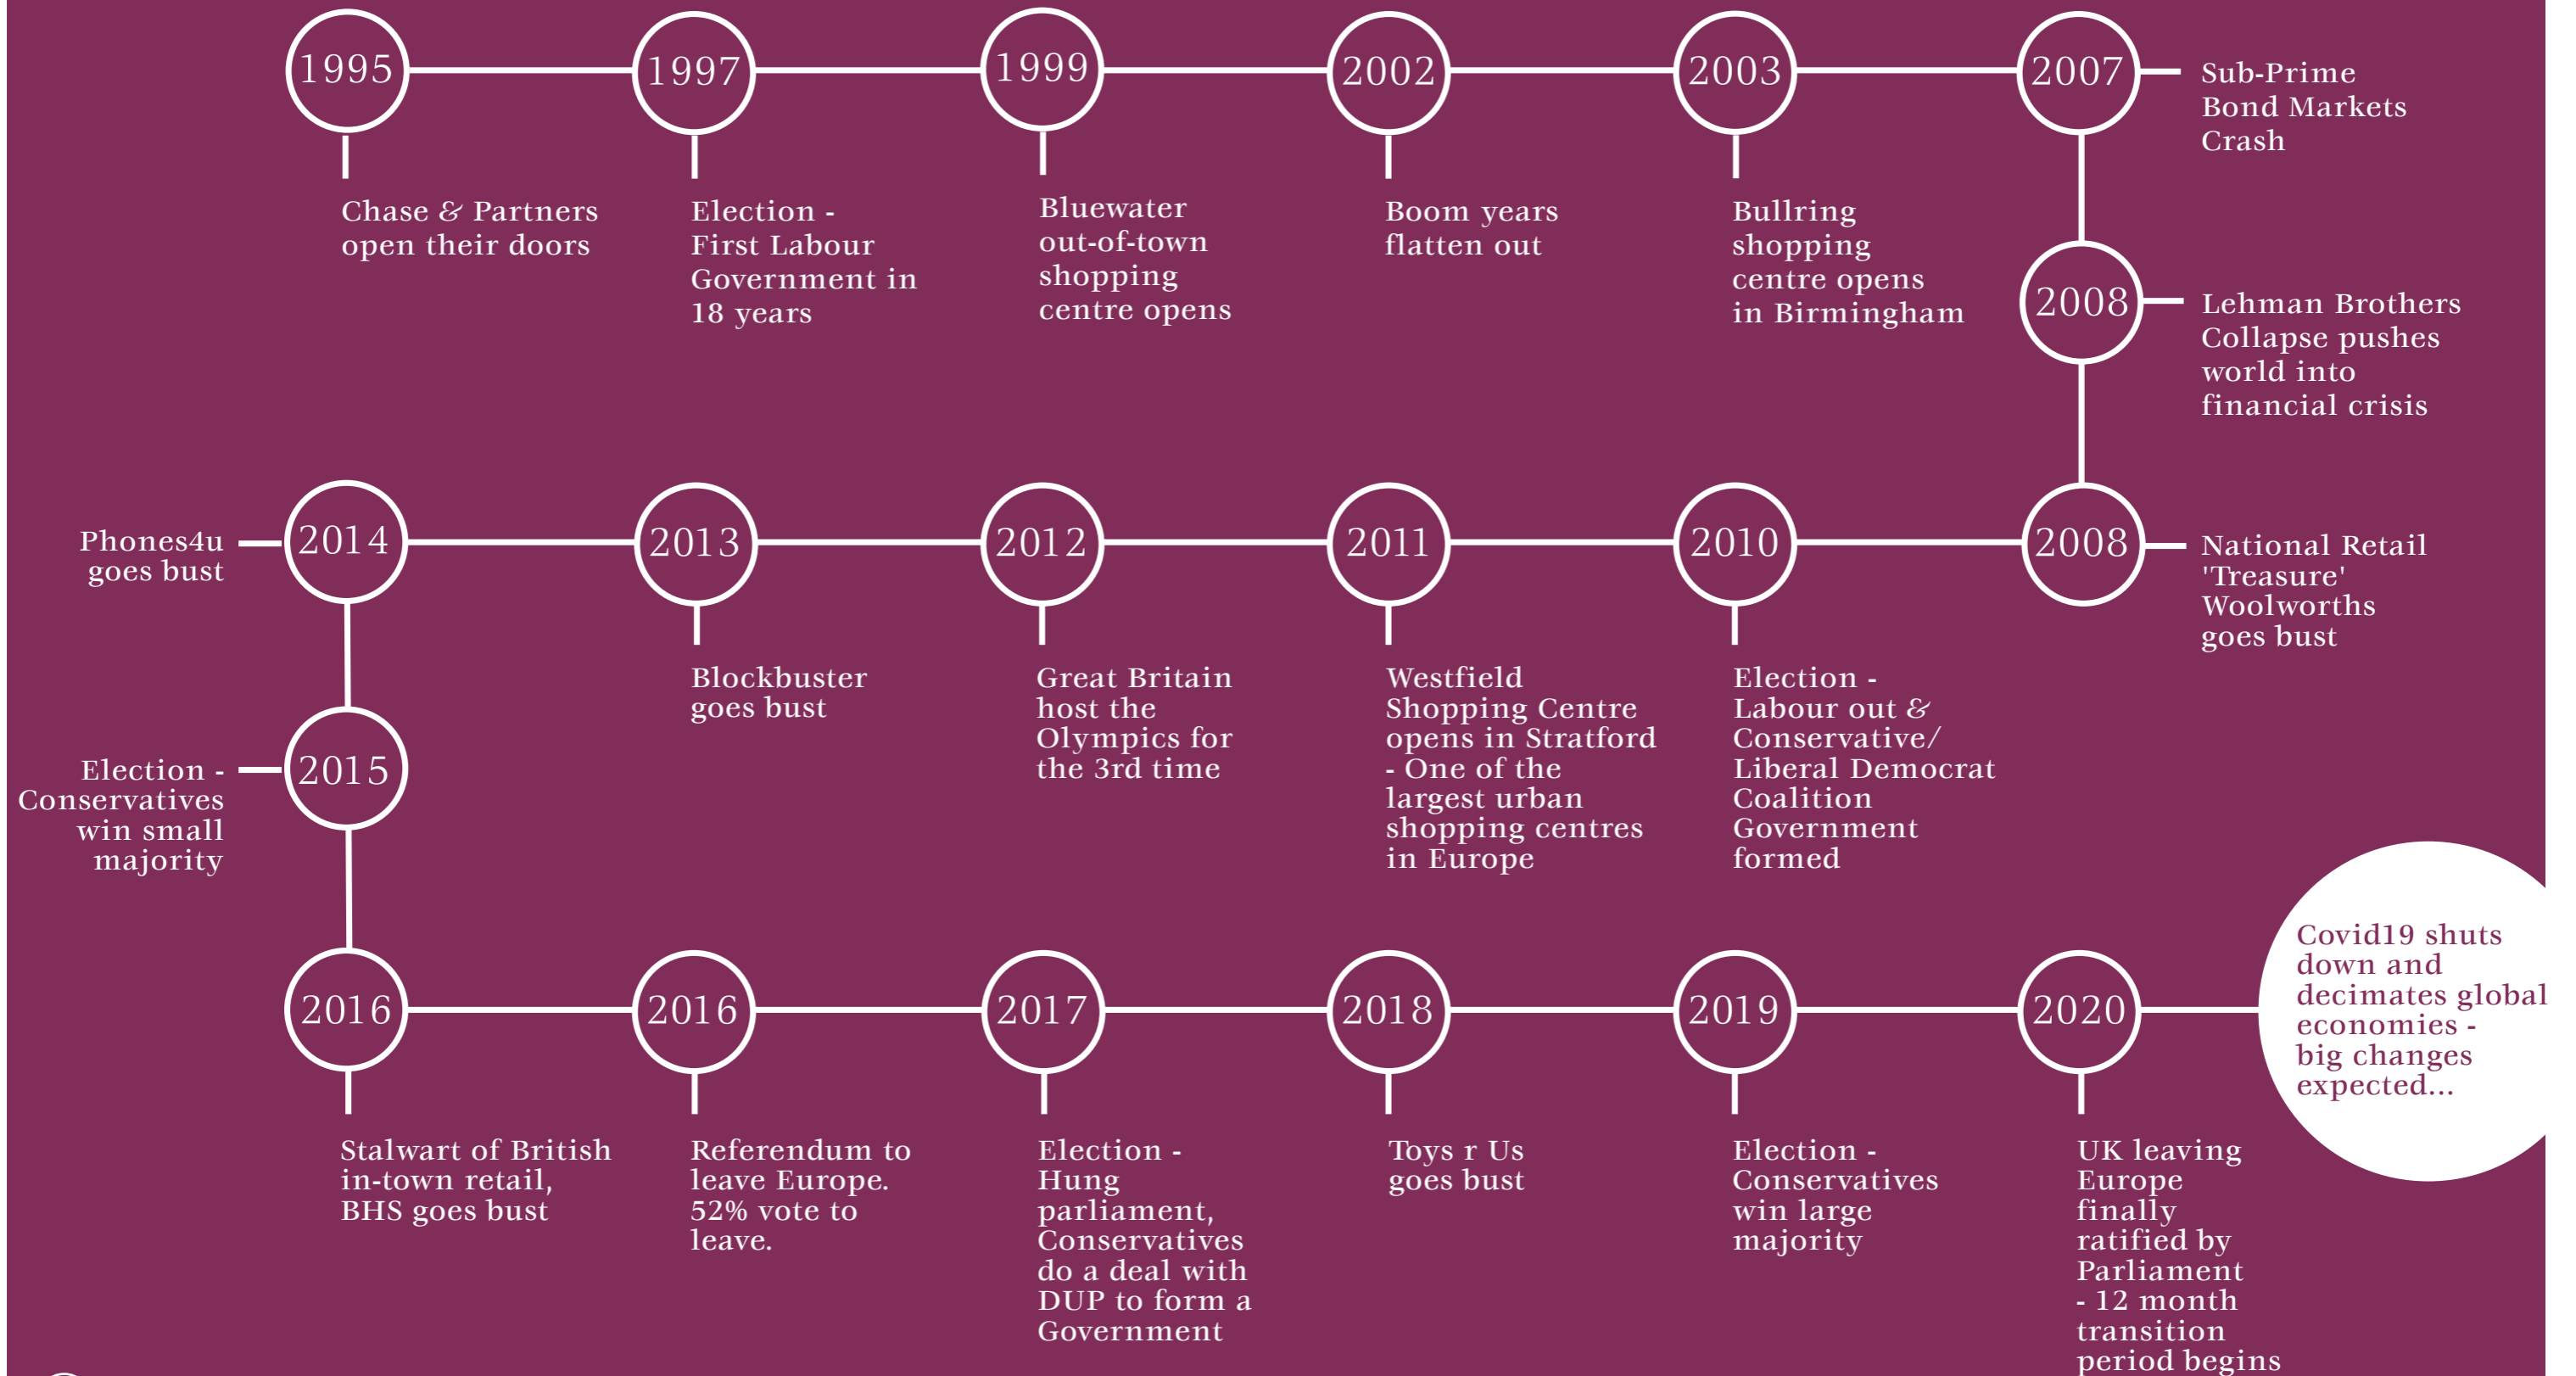 1995
Chase & Partners
open their doors
1997
Election -
First Labour
Government in
18 years
1999
Bluewater
out-of-town
shopping
centre opens
2002
Boom years
flatten out
2003
Bullring
shopping
centre opens
in Birmingham
2007
Sub-Prime
Bond Markets
Crash
2008
Lehman Brothers
Collapse pushes
world into
financial crisis
2008
National Retail
'Treasure'
Woolworths
goes bust
2010
Election -
Labour out &
Conservative/
Liberal Democrat
Coalition
Government
formed
2011
Westfield
Shopping Centre
opens in Stratford
- One of the
largest urban
shopping centres
in Europe
2012
Great Britain
host the
Olympics for
the 3rd time
2013
Blockbuster
goes bust
2014
Phones4u
goes bust
2015
Election -
Conservatives
win small
majority
2016
Stalwart of British
in-town retail,
BHS goes bust
2016
Referendum to
leave Europe.
52% vote to
leave.
2017
Election -
Hung
parliament,
Conservatives
do a deal with
DUP to form a
Government
2018
Toys r Us
goes bust
2019
Election -
Conservatives
win large
majority
2020
UK leaving
Europe
finally
ratified by
Parliament
- 12 month
transition
period begins
Covid19 shuts
down and
decimates global
economies -
big changes
expected...